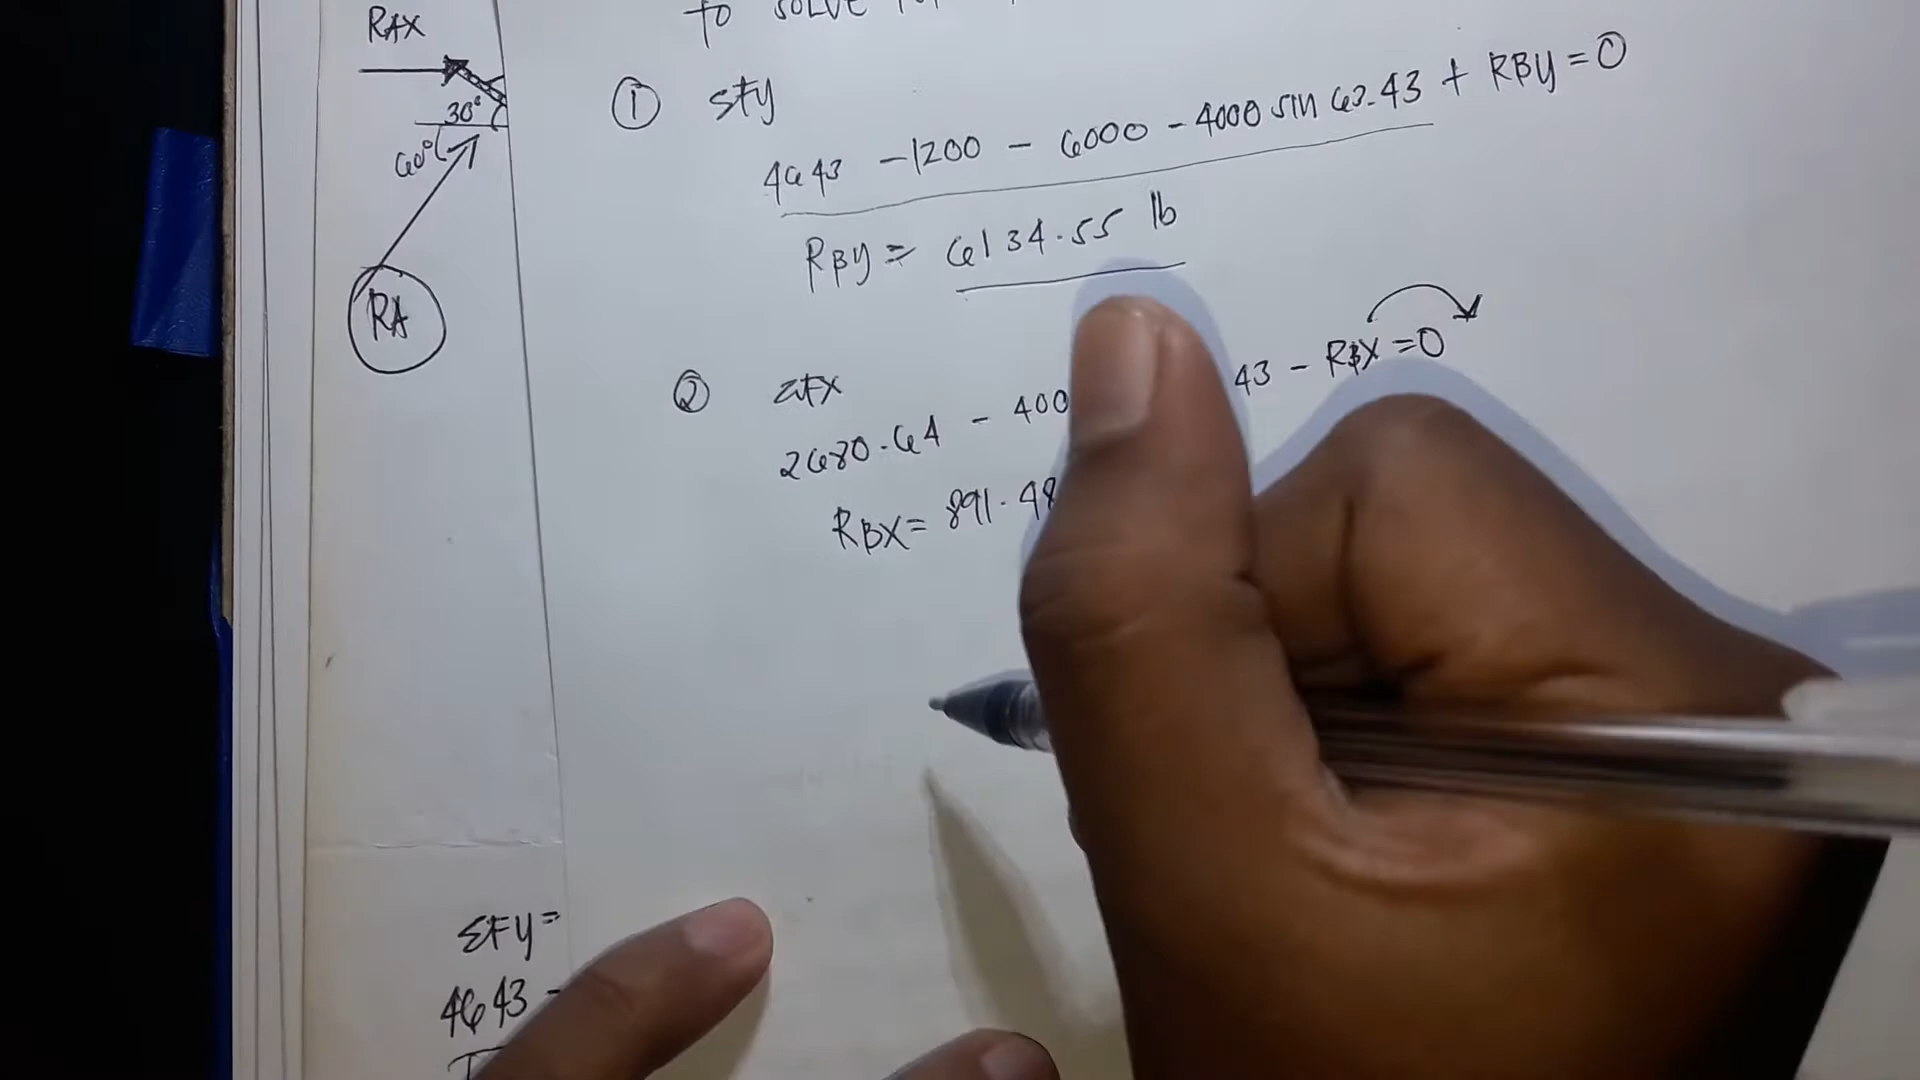 RAX
30°
60°
RA
to solve
① ΣFy
4643 - 1200 - 6000 - 4000 sin 63.43 + RBY = 0
RBY = 6134.55 lb
② ΣFX
2680.64 - 400 43 - RBX = 0
RBX = 891.48
ΣFy =
4643 -